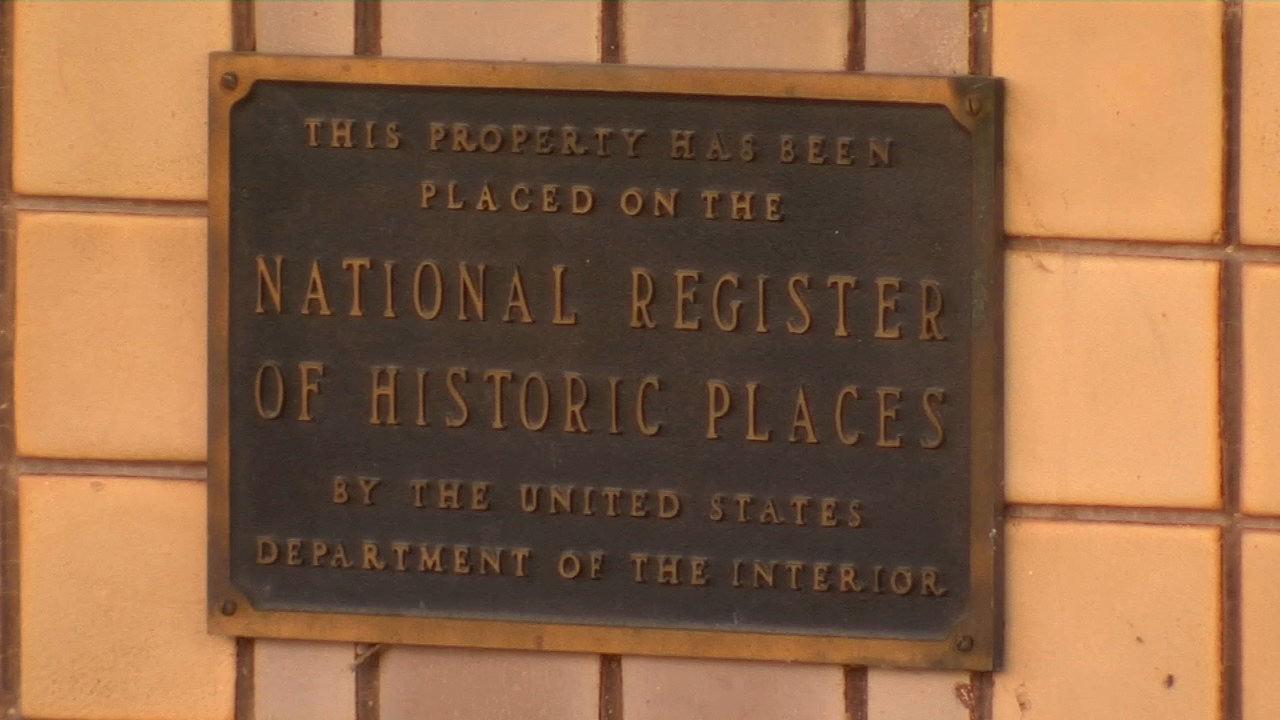 THIS PROPERTY HAS BEEN
PLACED ON THE
NATIONAL REGISTER
OF HISTORIC PLACES
BY THE UNITED STATES
DEPARTMENT OF THE INTERIOR